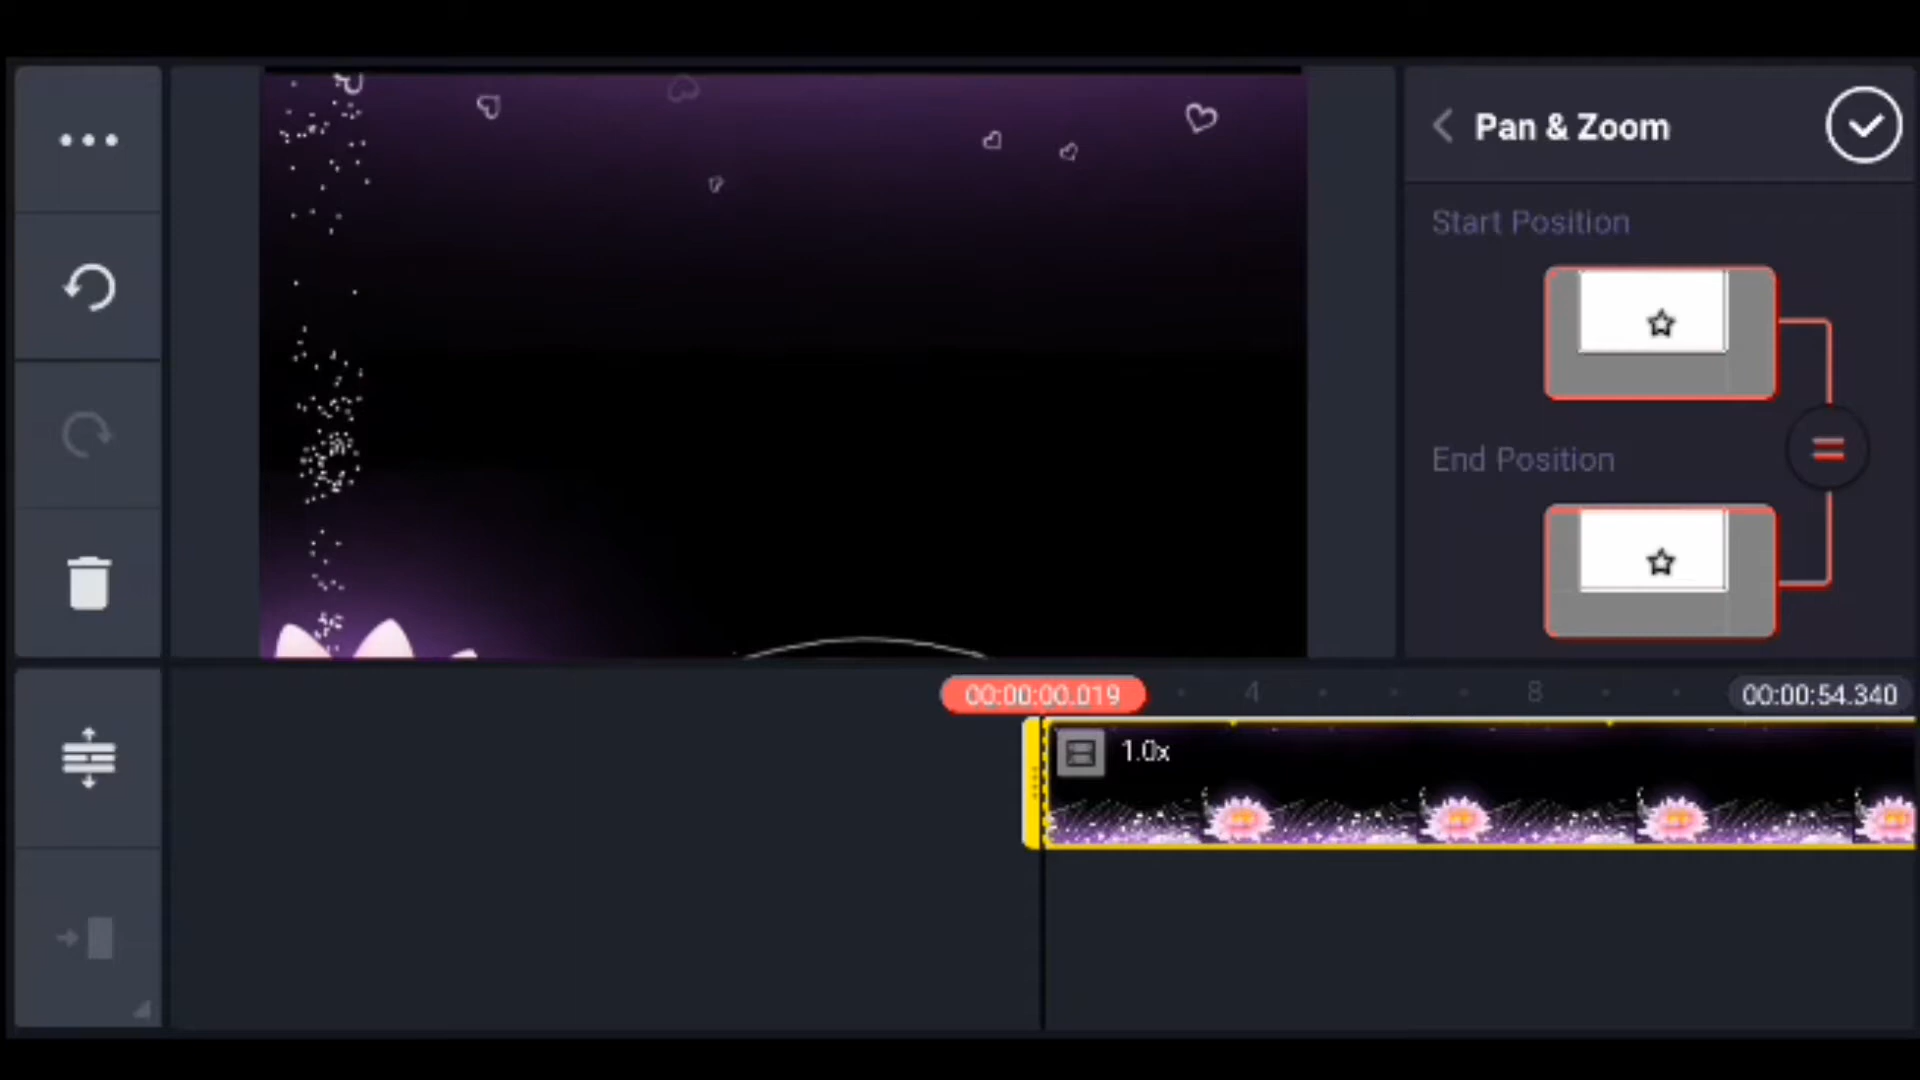 Pan & Zoom
Start Position
End Position
00:00:00.019
4
8
00:00:54.340
1.0x